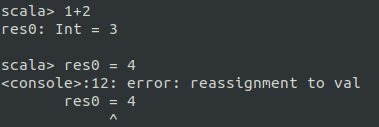 scala> 1+2
res0: Int = 3
scala> res0 = 4
<console>:12: error: reassignment to val
       res0 = 4
            ^